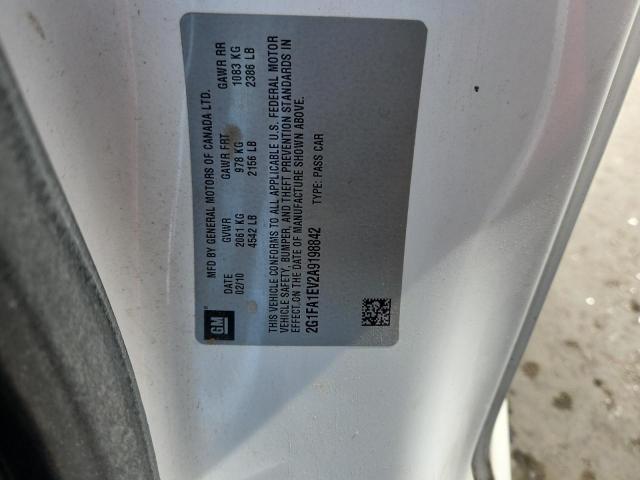 GM
MFD BY GENERAL MOTORS OF CANADA LTD.
DATE GVWR GAWR FRT GAWR RR
02/10 2061 KG 978 KG 1083 KG
4542 LB 2156 LB 2386 LB
THIS VEHICLE CONFORMS TO ALL APPLICABLE U.S. FEDERAL MOTOR
VEHICLE SAFETY, BUMPER, AND THEFT PREVENTION STANDARDS IN
EFFECT ON THE DATE OF MANUFACTURE SHOWN ABOVE.
2G1FA1EV2A9198842 TYPE: PASS CAR